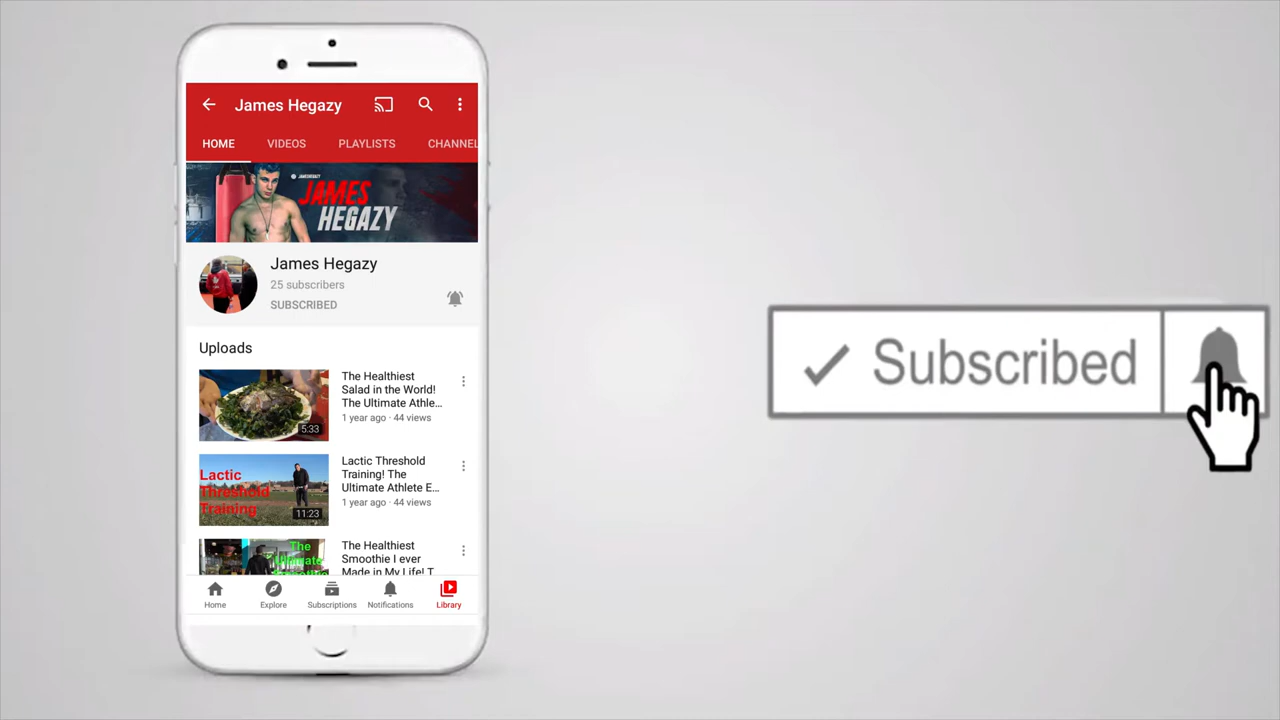 James Hegazy
HOME VIDEOS PLAYLISTS CHANNEL
JAMESHEGAZY
JAMES
HEGAZY
James Hegazy
25 subscribers
SUBSCRIBED
Uploads
The Healthiest
Salad in the World!
The Ultimate Athle...
1 year ago · 44 views
5:33
Lactic
Threshold
Training
11:23
Lactic Threshold
Training! The
Ultimate Athlete E...
1 year ago · 44 views
The
Ultimate
The Healthiest
Smoothie I ever
Made in My Life! T
Home Explore Subscriptions Notifications Library
Subscribed